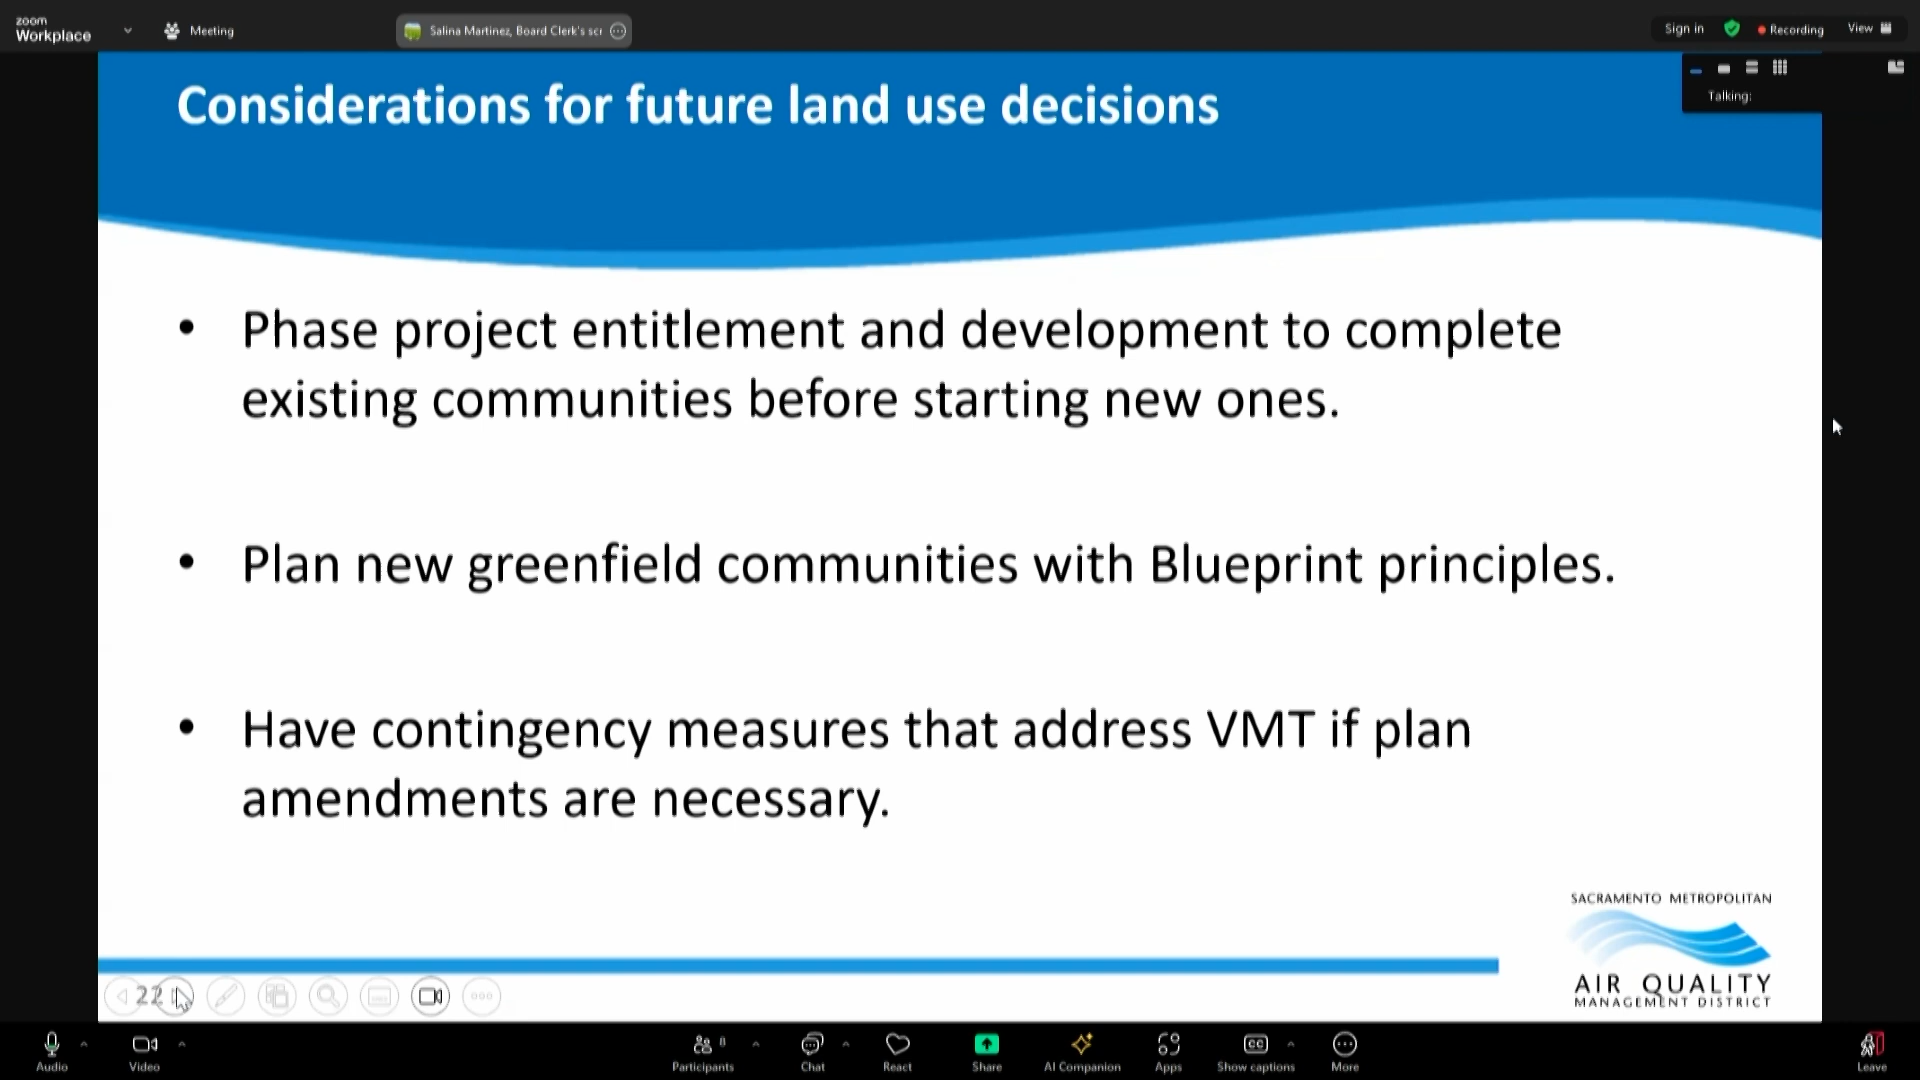 zoom
Workplace
Meeting
Salina Martinez, Board Clerk's scr
Sign in
Recording
View
Talking:
Considerations for future land use decisions
• Phase project entitlement and development to complete
existing communities before starting new ones.
• Plan new greenfield communities with Blueprint principles.
• Have contingency measures that address VMT if plan
amendments are necessary.
SACRAMENTO METROPOLITAN
AIR QUALITY
MANAGEMENT DISTRICT
22
Audio
Video
Participants
8
Chat
React
Share
AI Companion
Apps
CC
Show captions
More
Leave